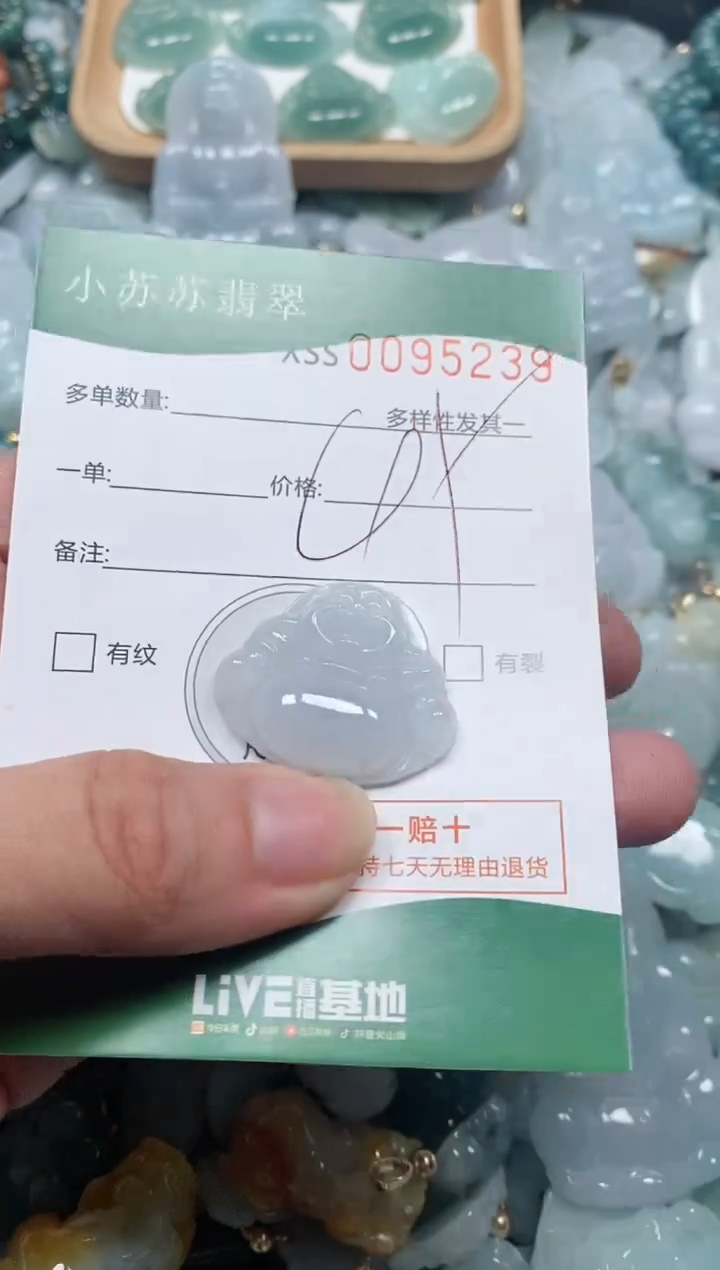 小苏苏翡翠
XSS 0095239
多单数量:
多样性发其一
一单: 价格:
备注:
有纹 有裂
一赔十
持七天无理由退货
LiVE直播基地